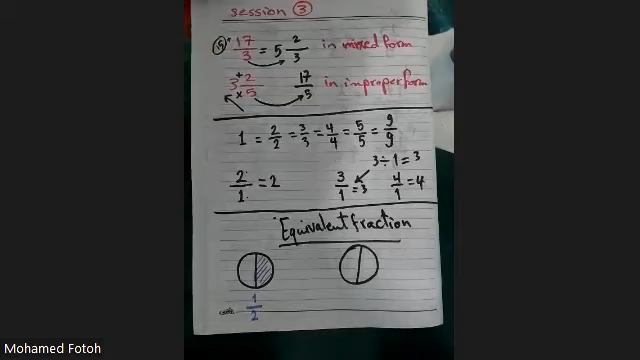 session 3
17/3 = 5 2/3 in mixed form
3 + 2/5 × 17/5 in improper form
1 = 2/2 = 3/3 = 4/4 = 5/5 = 9/9
3 ÷ 1 = 3
2/1 = 2 3/1 = 3 4/1 = 4
Equivalent fraction
1/2
Mohamed Fotoh